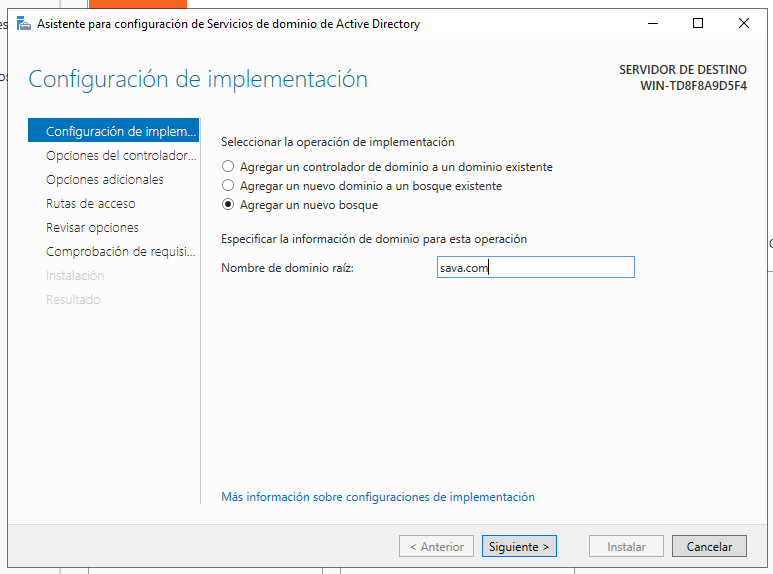 Asistente para configuración de Servicios de dominio de Active Directory
Configuración de implementación
SERVIDOR DE DESTINO
WIN-TD8F8A9D5F4
Configuración de implem...
Opciones del controlador...
Opciones adicionales
Rutas de acceso
Revisar opciones
Comprobación de requisi...
Instalación
Resultado
Seleccionar la operación de implementación
Agregar un controlador de dominio a un dominio existente
Agregar un nuevo dominio a un bosque existente
Agregar un nuevo bosque
Especificar la información de dominio para esta operación
Nombre de dominio raíz: sava.com
Más información sobre configuraciones de implementación
< Anterior Siguiente > Instalar Cancelar